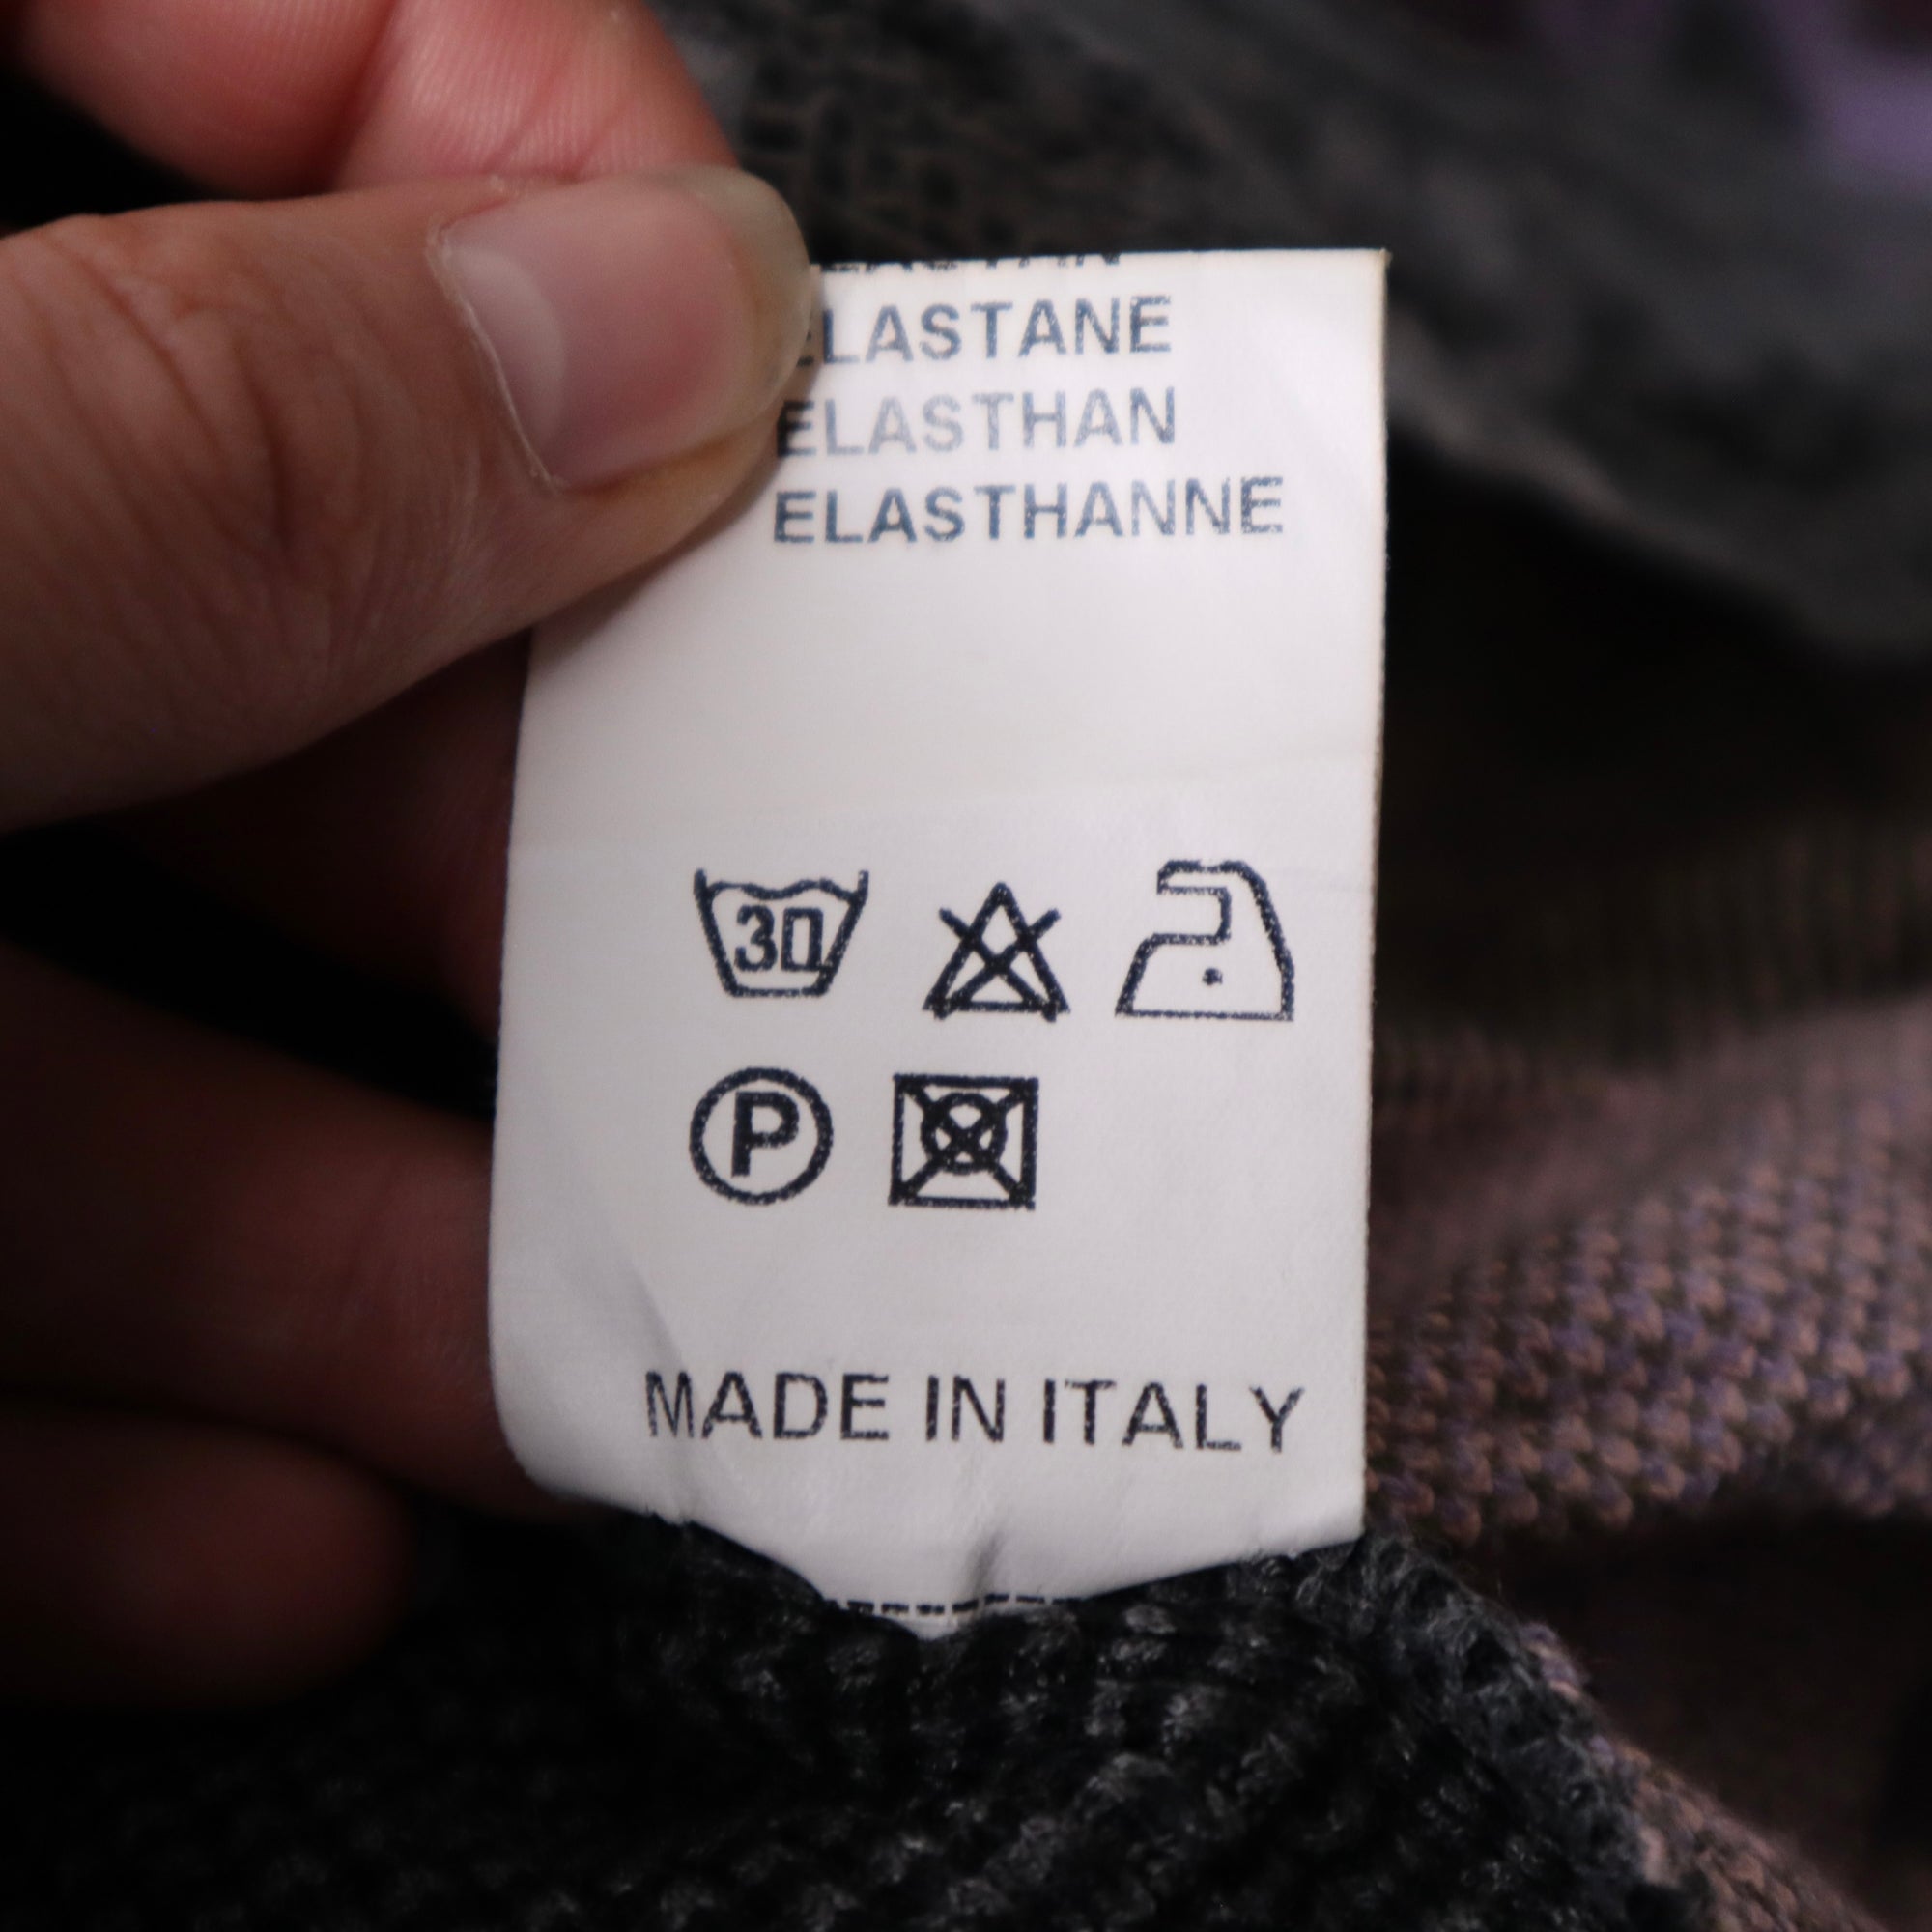 ELASTANE
ELASTHAN
ELASTHANNE
30
P
MADE IN ITALY